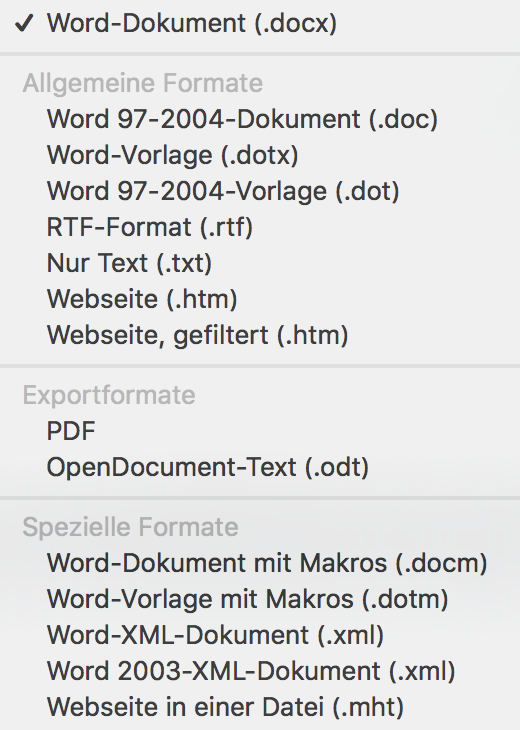 Word-Dokument (.docx)
Allgemeine Formate
Word 97-2004-Dokument (.doc)
Word-Vorlage (.dotx)
Word 97-2004-Vorlage (.dot)
RTF-Format (.rtf)
Nur Text (.txt)
Webseite (.htm)
Webseite, gefiltert (.htm)
Exportformate
PDF
OpenDocument-Text (.odt)
Spezielle Formate
Word-Dokument mit Makros (.docm)
Word-Vorlage mit Makros (.dotm)
Word-XML-Dokument (.xml)
Word 2003-XML-Dokument (.xml)
Webseite in einer Datei (.mht)